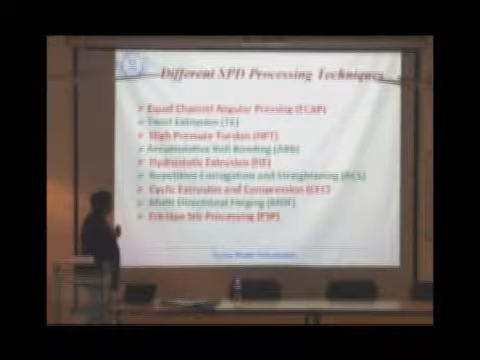 Different SPD Processing Techniques
Equal Channel Angular Pressing (ECAP)
Twist Extrusion (TE)
High Pressure Torsion (HPT)
Accumulative Roll Bonding (ARB)
Hydrostatic Extrusion (HE)
Repetitive Corrugation and Straightening (RCS)
Cyclic Extrusion and Compression (CEC)
Multi Directional Forging (MDF)
Friction Stir Processing (FSP)